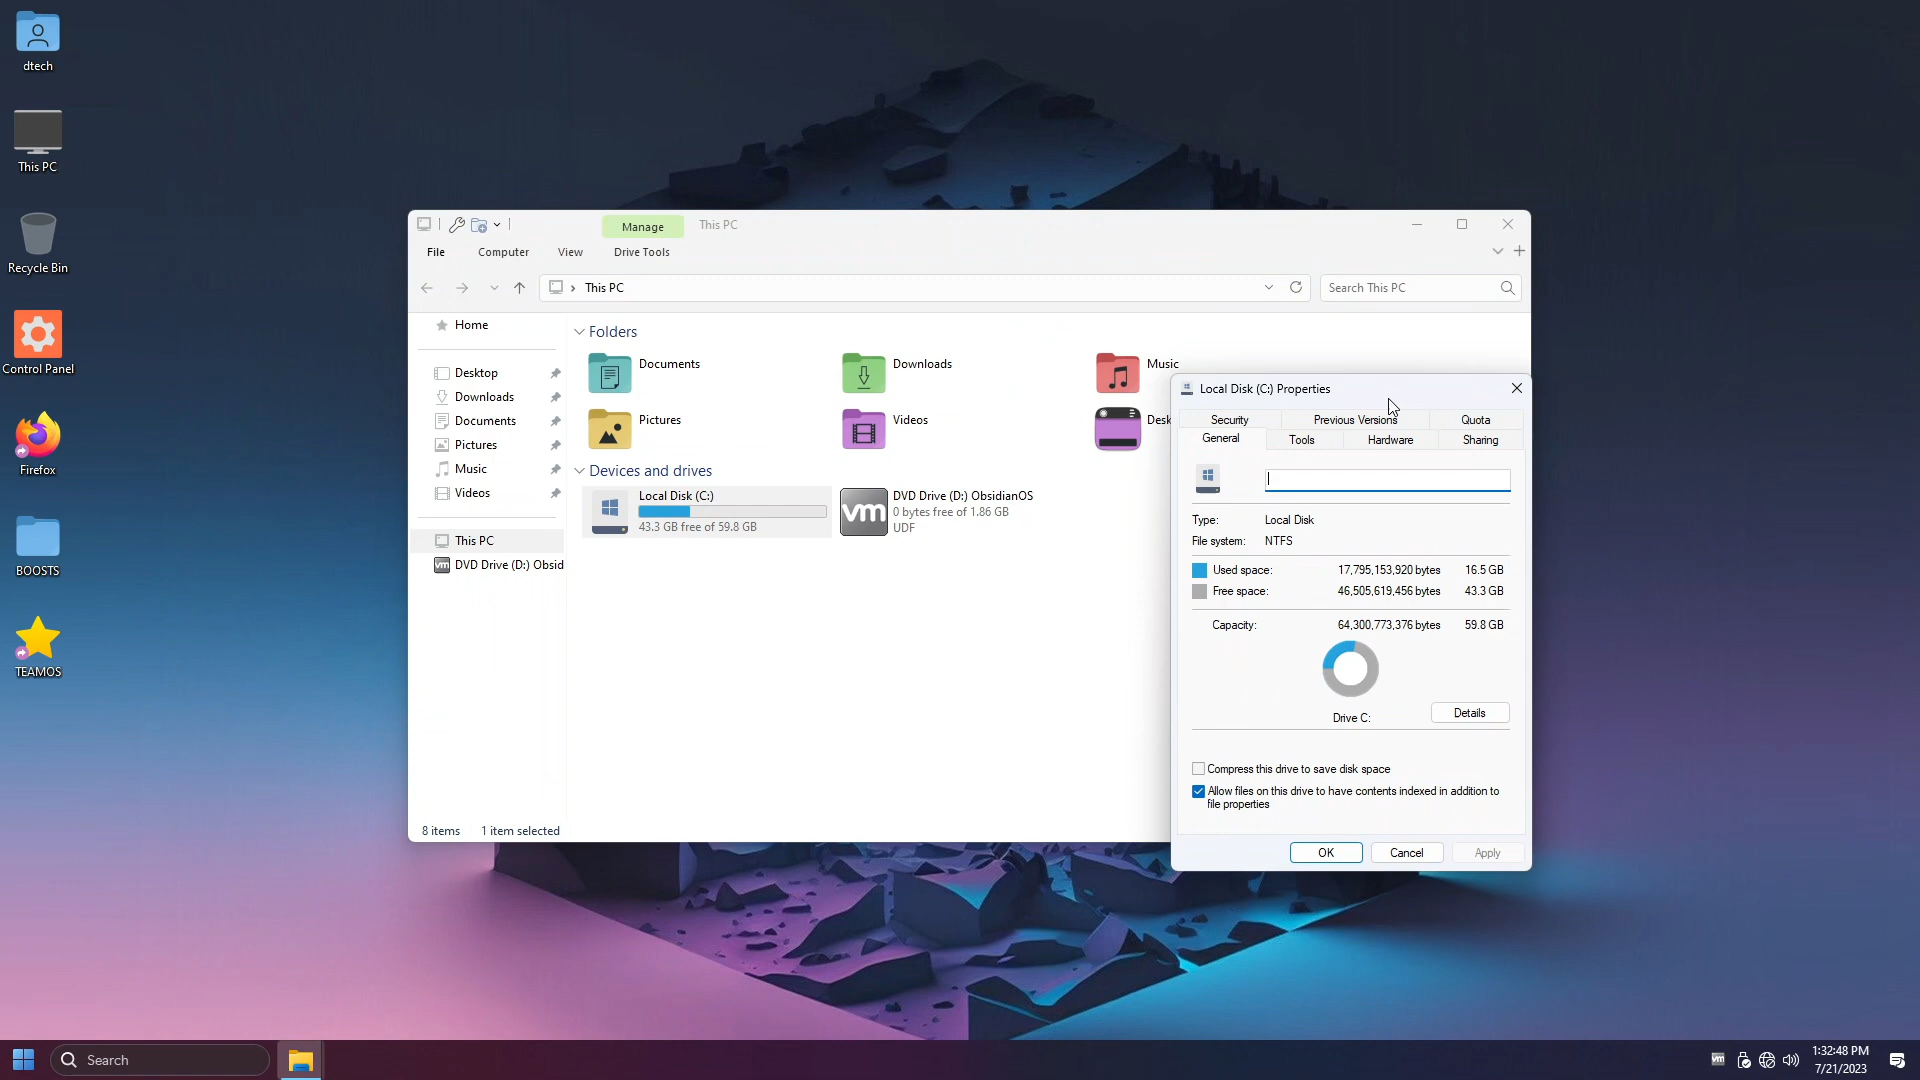 dtech
This PC
Recycle Bin
Control Panel
Firefox
BOOSTS
TEAMOS
Manage
This PC
File
Computer
View
Drive Tools
This PC
Search This PC
Home
Desktop
Downloads
Documents
Pictures
Music
Videos
This PC
vm
DVD Drive (D:) Obsid
Folders
Documents
Downloads
Music
Pictures
Videos
Desk
Devices and drives
Local Disk (C:)
43.3 GB free of 59.8 GB
vm
DVD Drive (D:) ObsidianOS
0 bytes free of 1.86 GB
UDF
8 items
1 item selected
Local Disk (C:) Properties
Security
Previous Versions
Quota
General
Tools
Hardware
Sharing
Type:
Local Disk
File system:
NTFS
Used space:
17,795,153,920 bytes
16.5 GB
Free space:
46,505,619,456 bytes
43.3 GB
Capacity:
64,300,773,376 bytes
59.8 GB
Drive C:
Details
Compress this drive to save disk space
Allow files on this drive to have contents indexed in addition to
file properties
OK
Cancel
Apply
Search
vm
1:32:48 PM
7/21/2023